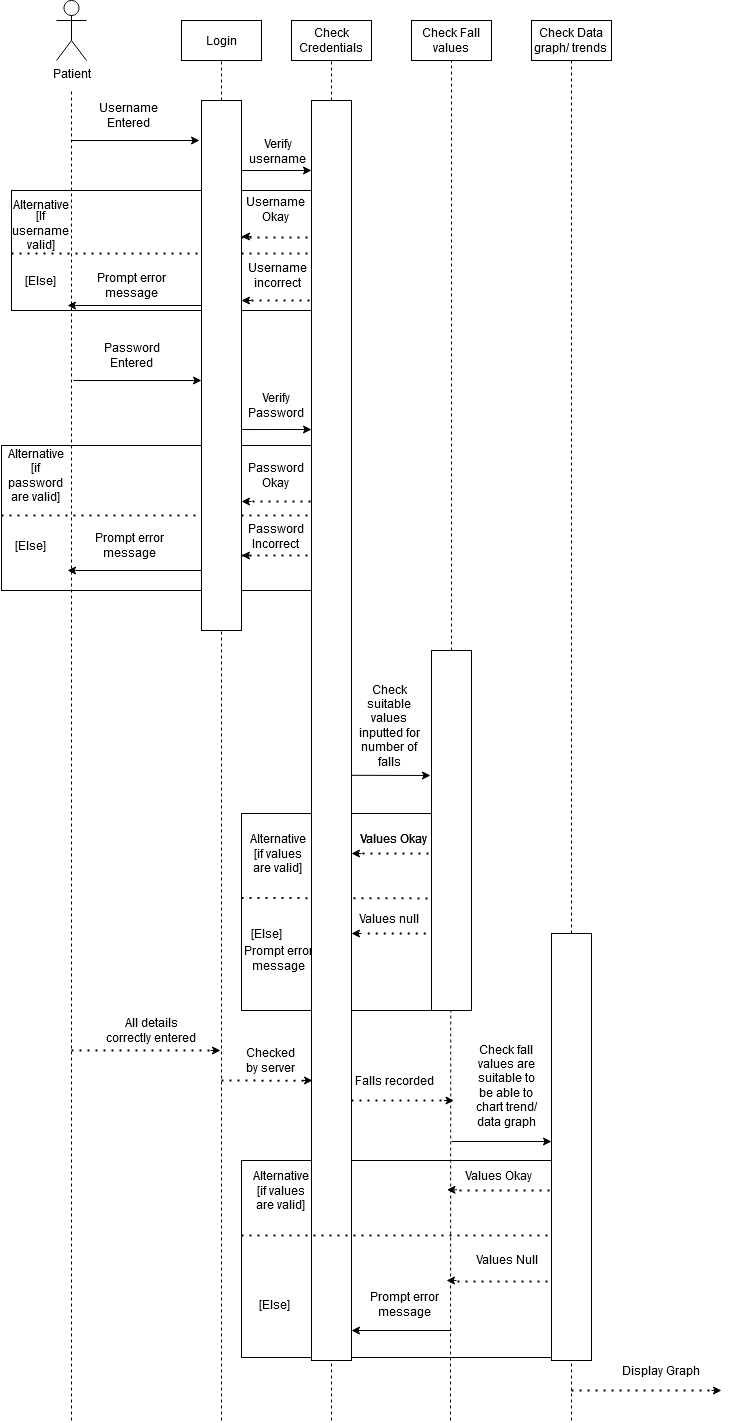 Login
Check
Credentials
Check Fall
values
Check Data
graph/ trends
Patient
Username
Entered
Verify
username
Alternative
[If
username
valid]
Username
Okay
[Else]
Prompt error
message
Username
incorrect
Password
Entered
Verify
Password
Alternative
[if
password
are valid]
Password
Okay
[Else]
Prompt error
message
Password
Incorrect
Check
suitable
values
inputted for
number of
falls
Alternative
[if values
are valid]
Values Okay
Values null
[Else]
Prompt error
message
All details
correctly entered
Checked
by server
Falls recorded
Check fall
values are
suitable to
be able to
chart trend/
data graph
Alternative
[if values
are valid]
Values Okay
Values Null
[Else]
Prompt error
message
Display Graph